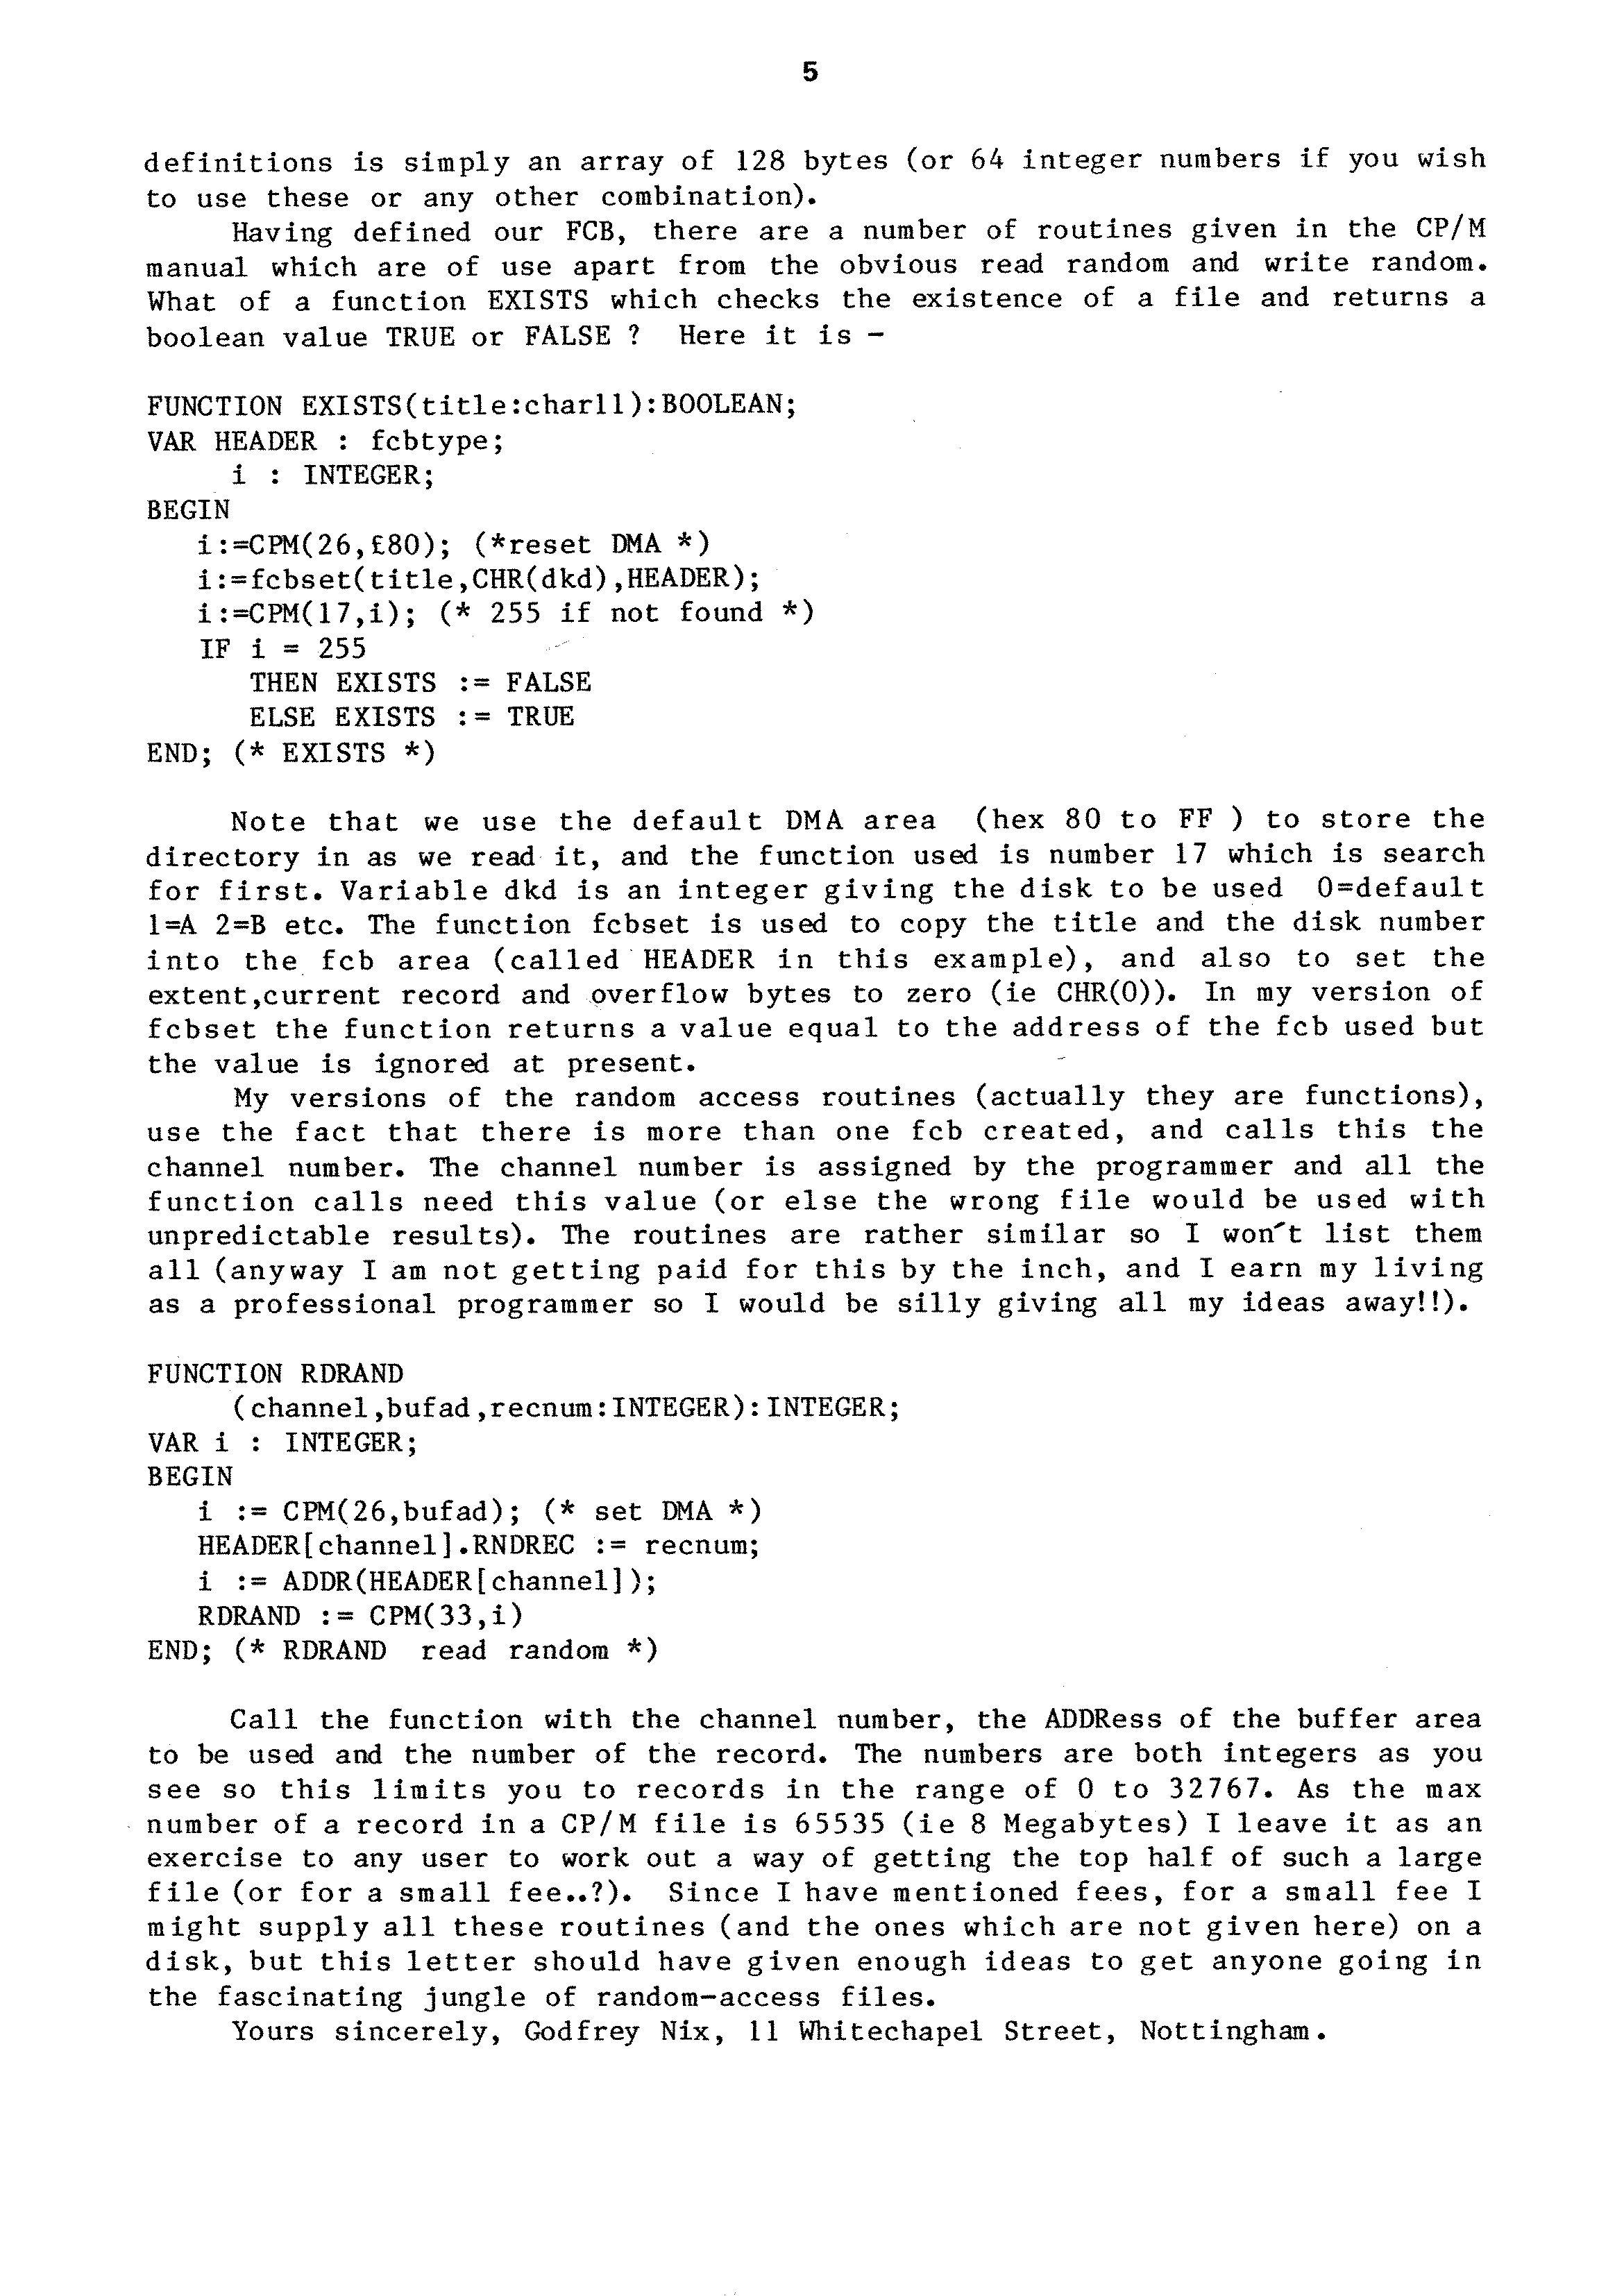 5
definitions is simply an array of 128 bytes (or 64 integer numbers if you wish
to use these or any other combination).
Having defined our FCB, there are a number of routines given in the CP/M
manual which are of use apart from the obvious read random and write random.
What of a function EXISTS which checks the existence of a file and returns a
boolean value TRUE or FALSE ? Here it is -
FUNCTION EXISTS(title:char11):BOOLEAN;
VAR HEADER : fcbtype;
i : INTEGER;
BEGIN
i:=CPM(26,£80); (*reset DMA *)
i:=fcbset(title,CHR(dkd),HEADER);
i:=CPM(17,i); (* 255 if not found *)
IF i = 255
THEN EXISTS := FALSE
ELSE EXISTS := TRUE
END; (* EXISTS *)
Note that we use the default DMA area (hex 80 to FF ) to store the
directory in as we read it, and the function used is number 17 which is search
for first. Variable dkd is an integer giving the disk to be used 0=default
1=A 2=B etc. The function fcbset is used to copy the title and the disk number
into the fcb area (called HEADER in this example), and also to set the
extent,current record and overflow bytes to zero (ie CHR(0)). In my version of
fcbset the function returns a value equal to the address of the fcb used but
the value is ignored at present.
My versions of the random access routines (actually they are functions),
use the fact that there is more than one fcb created, and calls this the
channel number. The channel number is assigned by the programmer and all the
function calls need this value (or else the wrong file would be used with
unpredictable results). The routines are rather similar so I won't list them
all (anyway I am not getting paid for this by the inch, and I earn my living
as a professional programmer so I would be silly giving all my ideas away!!).
FUNCTION RDRAND
(channel,bufad,recnum:INTEGER):INTEGER;
VAR i : INTEGER;
BEGIN
i := CPM(26,bufad); (* set DMA *)
HEADER[channel].RNDREC := recnum;
i := ADDR(HEADER[channel]);
RDRAND := CPM(33,i)
END; (* RDRAND read random *)
Call the function with the channel number, the ADDRess of the buffer area
to be used and the number of the record. The numbers are both integers as you
see so this limits you to records in the range of 0 to 32767. As the max
number of a record in a CP/M file is 65535 (ie 8 Megabytes) I leave it as an
exercise to any user to work out a way of getting the top half of such a large
file (or for a small fee..?). Since I have mentioned fees, for a small fee I
might supply all these routines (and the ones which are not given here) on a
disk, but this letter should have given enough ideas to get anyone going in
the fascinating jungle of random-access files.
Yours sincerely, Godfrey Nix, 11 Whitechapel Street, Nottingham.